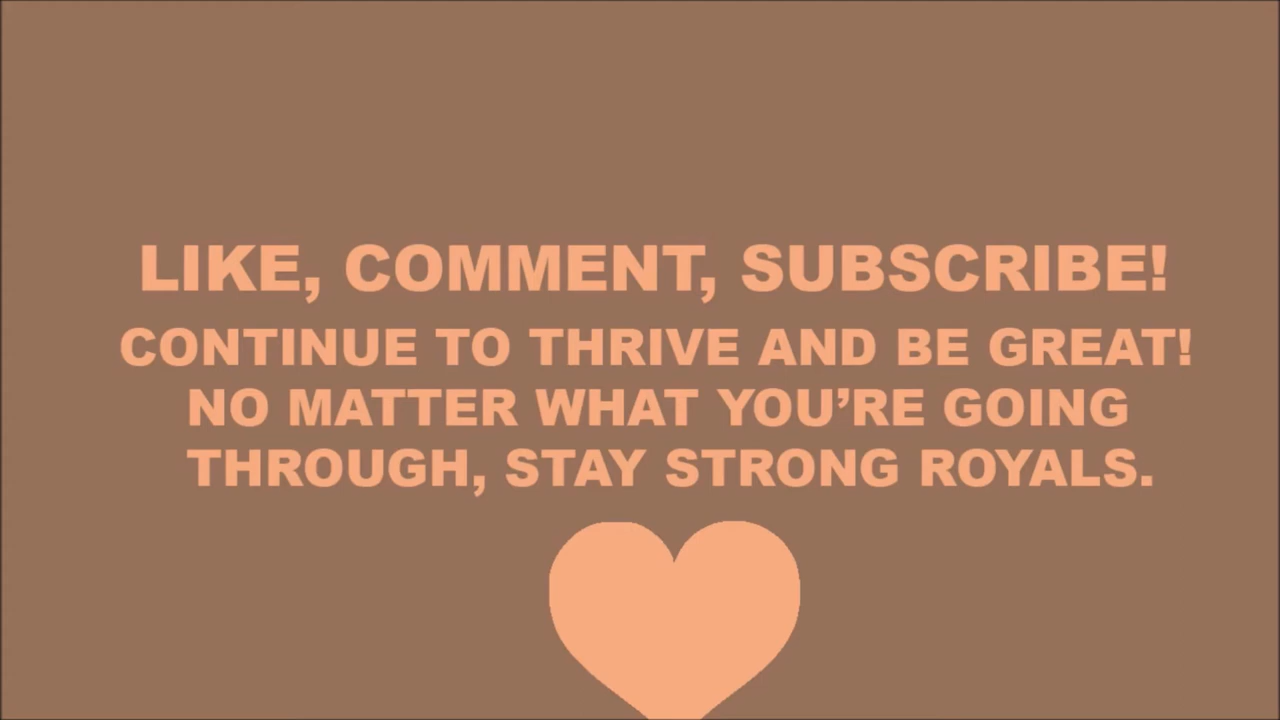 LIKE, COMMENT, SUBSCRIBE!
CONTINUE TO THRIVE AND BE GREAT!
NO MATTER WHAT YOU’RE GOING
THROUGH, STAY STRONG ROYALS.